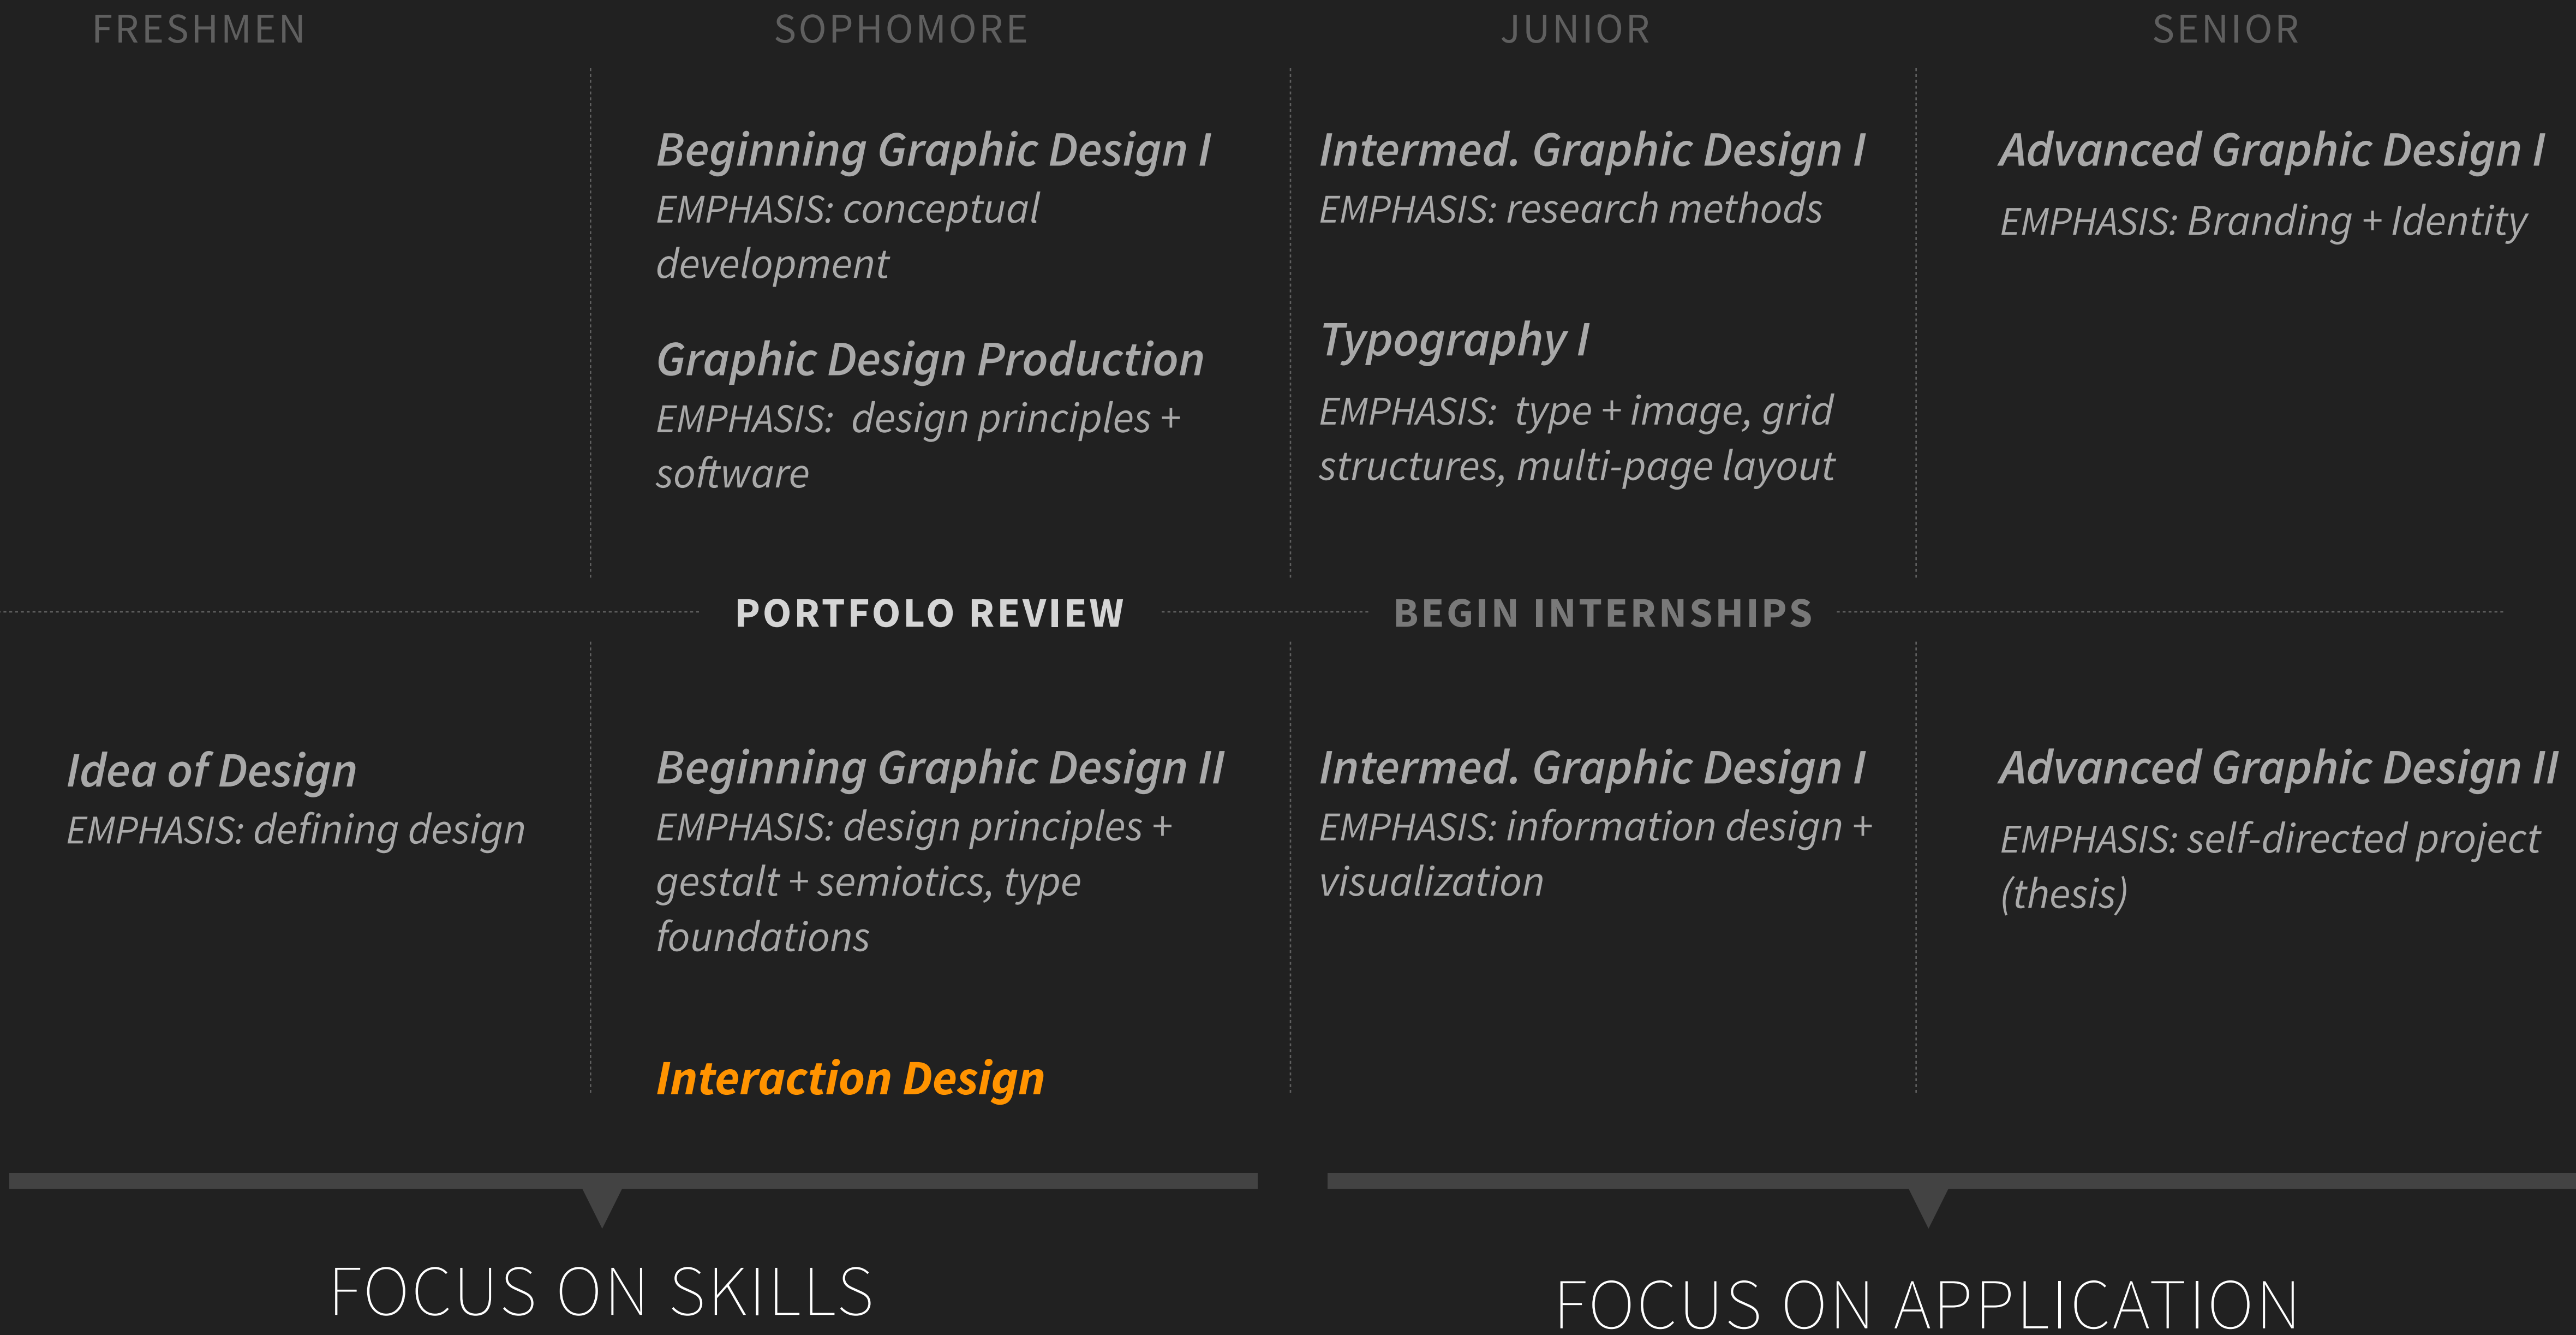 FRESHMEN
SOPHOMORE
JUNIOR
SENIOR
Beginning Graphic Design I
EMPHASIS: conceptual
development
Graphic Design Production
EMPHASIS:  design principles +
software
Intermed. Graphic Design I
EMPHASIS: research methods
Typography I
EMPHASIS:  type + image, grid
structures, multi-page layout
Advanced Graphic Design I
EMPHASIS: Branding + Identity
PORTFOLO REVIEW
BEGIN INTERNSHIPS
Idea of Design
EMPHASIS: defining design
Beginning Graphic Design II
EMPHASIS: design principles +
gestalt + semiotics, type
foundations
Interaction Design
Intermed. Graphic Design I
EMPHASIS: information design +
visualization
Advanced Graphic Design II
EMPHASIS: self-directed project
(thesis)
FOCUS ON SKILLS
FOCUS ON APPLICATION